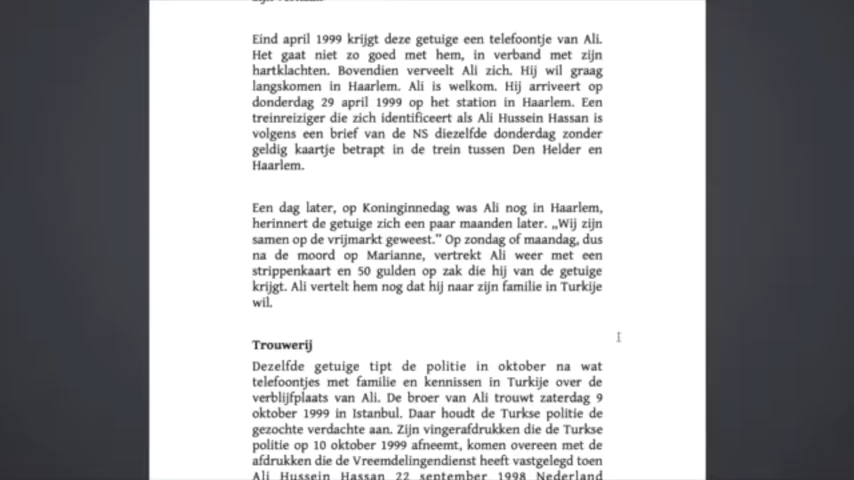 Eind april 1999 krijgt deze getuige een telefoontje van Ali.
Het gaat niet zo goed met hem, in verband met zijn
hartklachten. Bovendien verveelt Ali zich. Hij wil graag
langskomen in Haarlem. Ali is welkom. Hij arriveert op
donderdag 29 april 1999 op het station in Haarlem. Een
treinreiziger die zich identificeert als Ali Hussein Hassan is
volgens een brief van de NS diezelfde donderdag zonder
geldig kaartje betrapt in de trein tussen Den Helder en
Haarlem.
Een dag later, op Koninginnedag was Ali nog in Haarlem,
herinnert de getuige zich een paar maanden later. „Wij zijn
samen op de vrijmarkt geweest.” Op zondag of maandag, dus
na de moord op Marianne, vertrekt Ali weer met een
strippenkaart en 50 gulden op zak die hij van de getuige
krijgt. Ali vertelt hem nog dat hij naar zijn familie in Turkije
wil.
Trouwerij
Dezelfde getuige tipt de politie in oktober na wat
telefoontjes met familie en kennissen in Turkije over de
verblijfplaats van Ali. De broer van Ali trouwt zaterdag 9
oktober 1999 in Istanbul. Daar houdt de Turkse politie de
gezochte verdachte aan. Zijn vingerafdrukken die de Turkse
politie op 10 oktober 1999 afneemt, komen overeen met de
afdrukken die de Vreemdelingendienst heeft vastgelegd toen
Ali Hussein Hassan 22 september 1998 Nederland